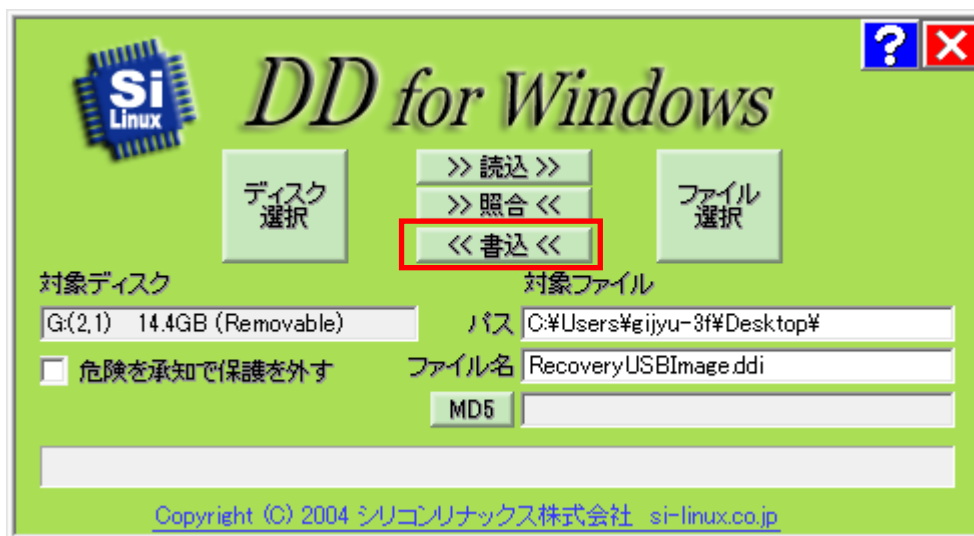 Si
Linux
DD for Windows
?
ディスク
選択
>> 読込 >>
>> 照合 <<
<< 書込 <<
ファイル
選択
対象ディスク
対象ファイル
G:(2,1) 14.4GB (Removable)
パス C:¥Users¥gijyu-3f¥Desktop¥
危険を承知で保護を外す
ファイル名 RecoveryUSBImage.ddi
MD5
Copyright (C) 2004 シリコンリナックス株式会社 si-linux.co.jp